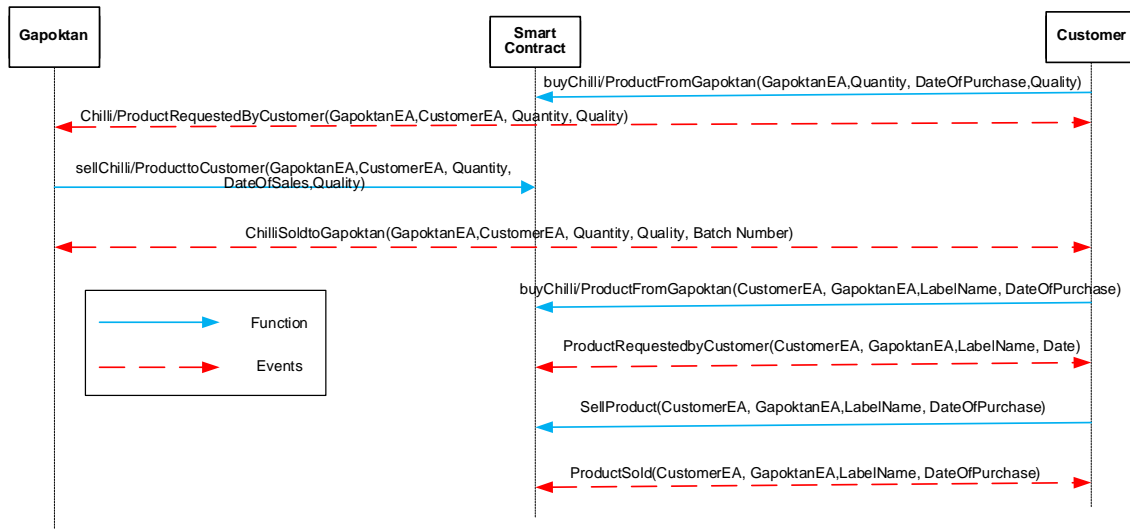 Gapoktan
Smart
Contract
Customer
buyChilli/ProductFromGapoktan(GapoktanEA,Quantity, DateOfPurchase,Quality)
Chilli/ProductRequestedByCustomer(GapoktanEA,CustomerEA, Quantity, Quality)
sellChilli/ProducttoCustomer(GapoktanEA,CustomerEA, Quantity,
DateOfSales,Quality)
ChilliSoldtoGapoktan(GapoktanEA,CustomerEA, Quantity, Quality, Batch Number)
buyChilli/ProductFromGapoktan(CustomerEA, GapoktanEA,LabelName, DateOfPurchase)
Function
ProductRequestedbyCustomer(CustomerEA, GapoktanEA,LabelName, Date)
Events
SellProduct(CustomerEA, GapoktanEA,LabelName, DateOfPurchase)
ProductSold(CustomerEA, GapoktanEA,LabelName, DateOfPurchase)